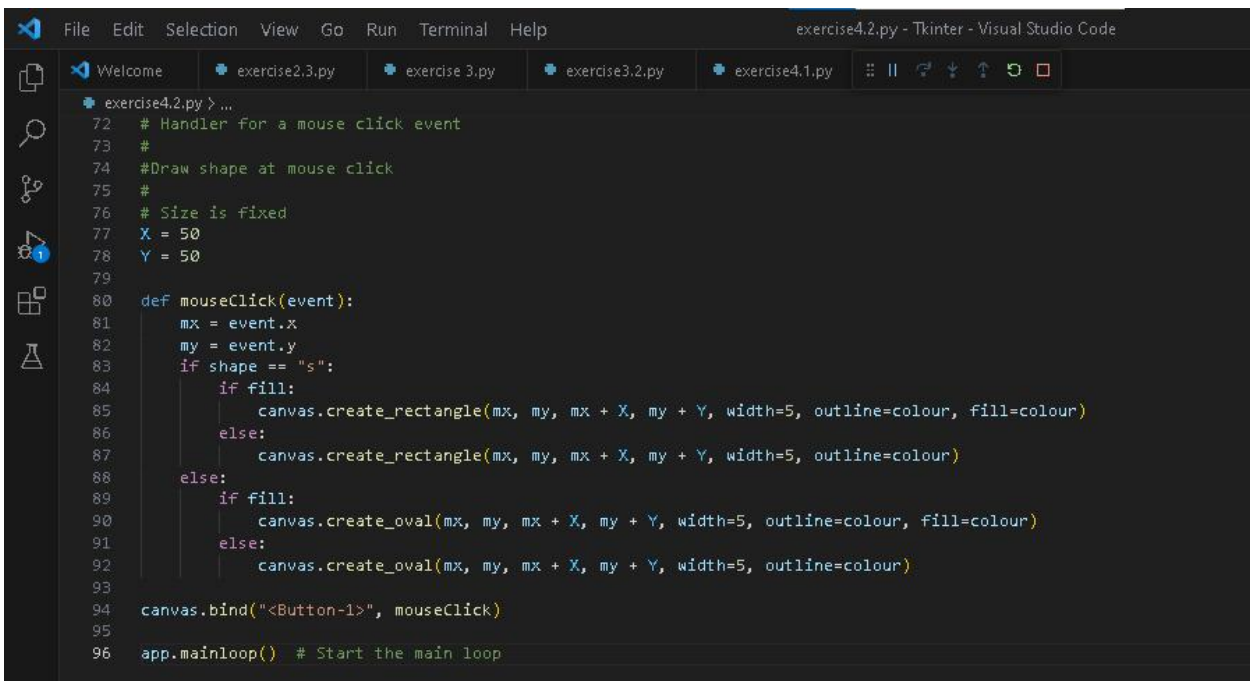 File Edit Selection View Go Run Terminal Help exercise4.2.py - Tkinter - Visual Studio Code
Welcome exercise2.3.py exercise 3.py exercise3.2.py exercise4.1.py
exercise4.2.py > ...
72 # Handler for a mouse click event
73 #
74 #Draw shape at mouse click
75 #
76 # Size is fixed
77 X = 50
78 Y = 50
79
80 def mouseClick(event):
81     mx = event.x
82     my = event.y
83     if shape == "s":
84         if fill:
85             canvas.create_rectangle(mx, my, mx + X, my + Y, width=5, outline=colour, fill=colour)
86         else:
87             canvas.create_rectangle(mx, my, mx + X, my + Y, width=5, outline=colour)
88     else:
89         if fill:
90             canvas.create_oval(mx, my, mx + X, my + Y, width=5, outline=colour, fill=colour)
91         else:
92             canvas.create_oval(mx, my, mx + X, my + Y, width=5, outline=colour)
93
94 canvas.bind("<Button-1>", mouseClick)
95
96 app.mainloop()  # Start the main loop
1